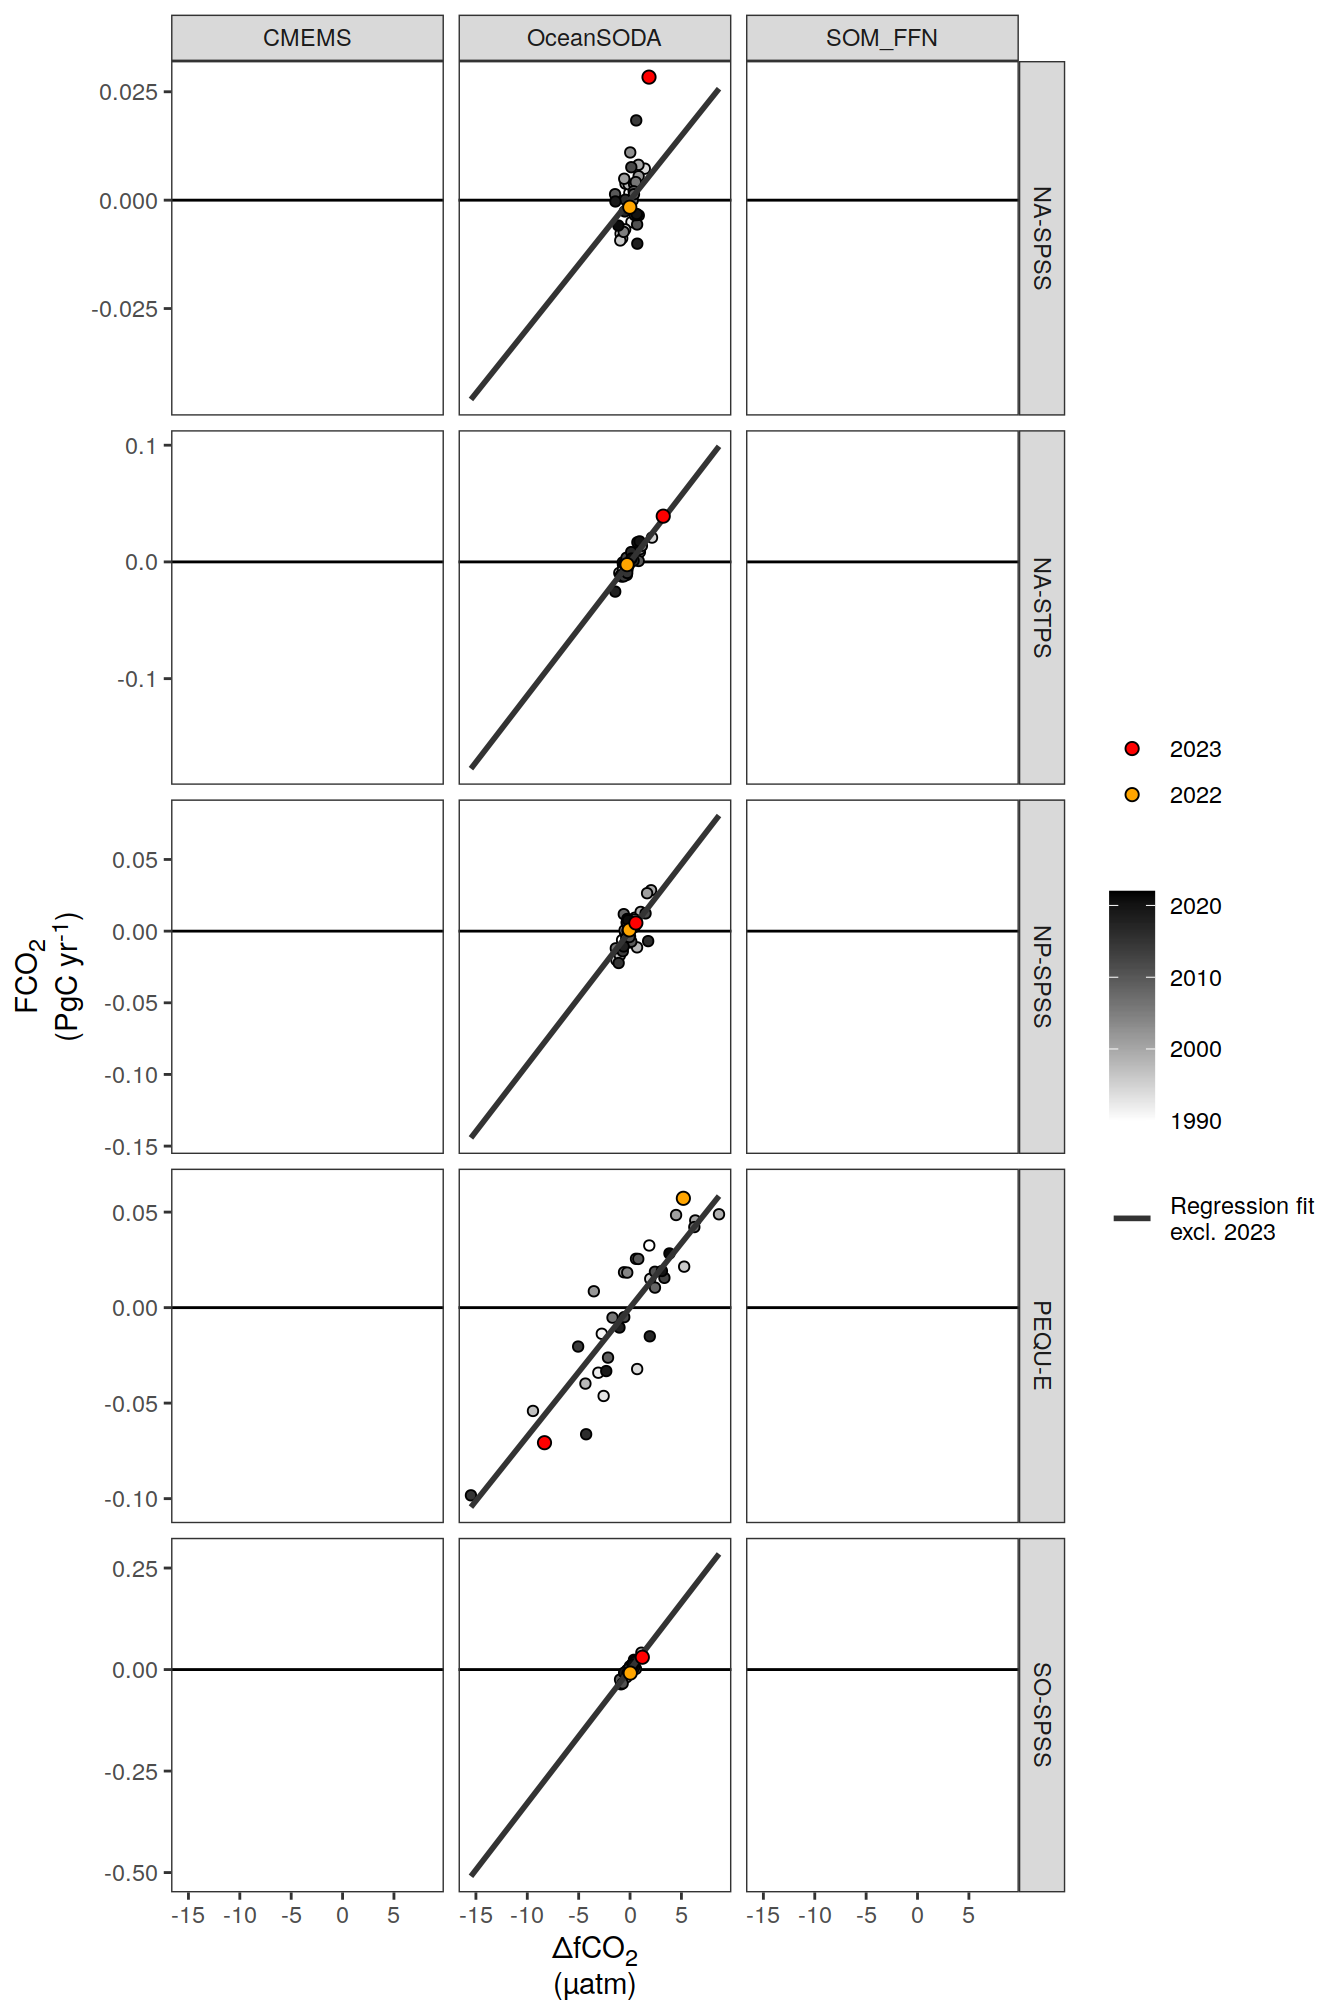 CMEMS
OceanSODA
SOM_FFN
0.025
0.000
-0.025
NA-SPSS
0.1
0.0
-0.1
NA-STPS
0.05
0.00
-0.05
-0.10
-0.15
NP-SPSS
0.05
0.00
-0.05
-0.10
PEQU-E
0.25
0.00
-0.25
-0.50
SO-SPSS
-15 -10 -5 0 5
-15 -10 -5 0 5
-15 -10 -5 0 5
ΔfCO₂
(µatm)
FCO₂
(PgC yr⁻¹)
2023
2022
2020
2010
2000
1990
Regression fit
excl. 2023